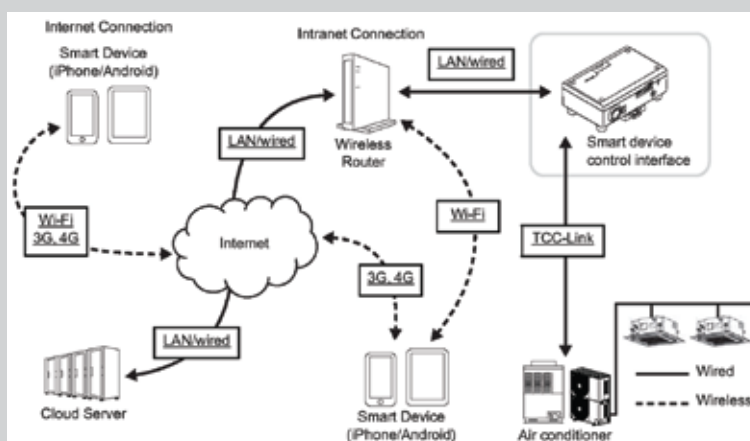 Internet Connection
Smart Device
(iPhone/Android)
Intranet Connection
LAN/wired
LAN/wired
Wireless
Router
Smart device
control interface
Wi-Fi
3G, 4G
Internet
Wi-Fi
TCC-Link
3G, 4G
LAN/wired
Cloud Server
Smart Device
(iPhone/Android)
Air conditioner
Wired
Wireless